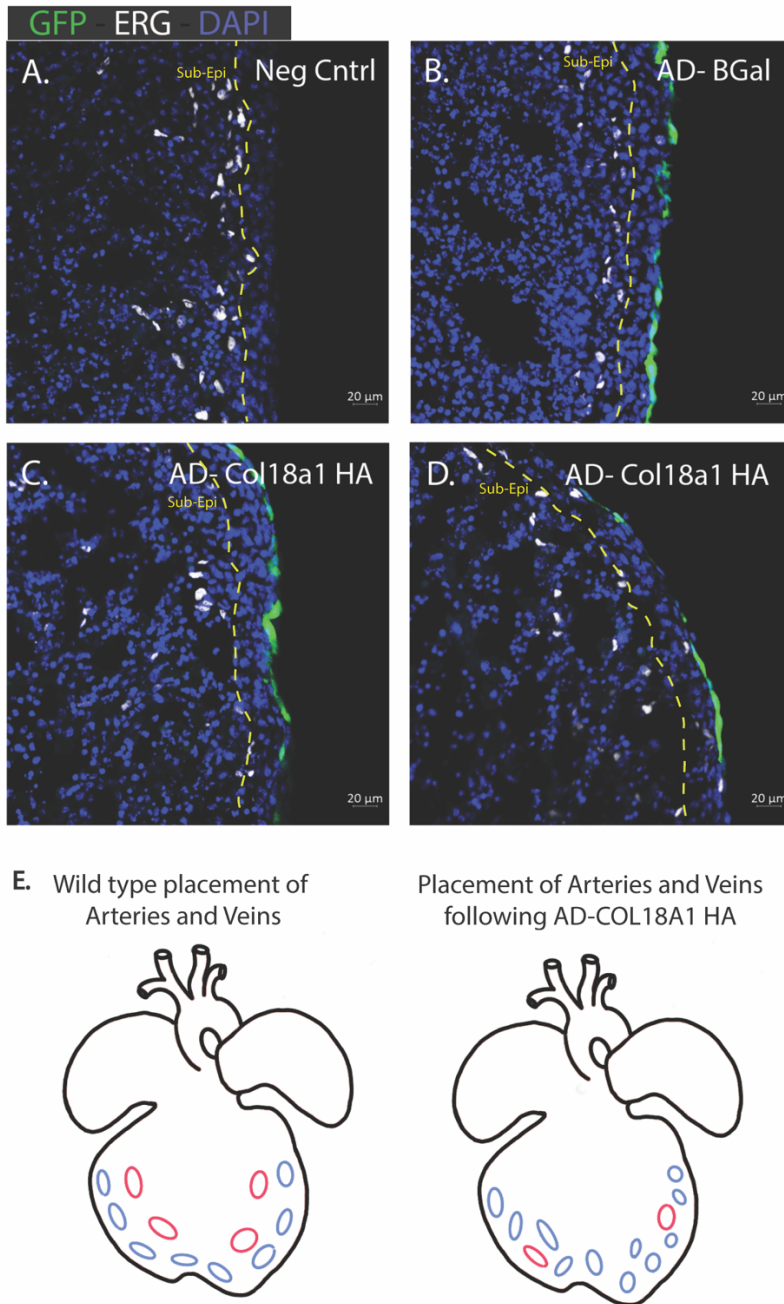 GFP - ERG - DAPI
A.
Sub-Epi
Neg Cntrl
20 µm
B.
Sub-Epi
AD- BGal
20 µm
C.
AD- Col18a1 HA
Sub-Epi
20 µm
D.
AD- Col18a1 HA
Sub-Epi
20 µm
E. Wild type placement of
Arteries and Veins
Placement of Arteries and Veins
following AD-COL18A1 HA